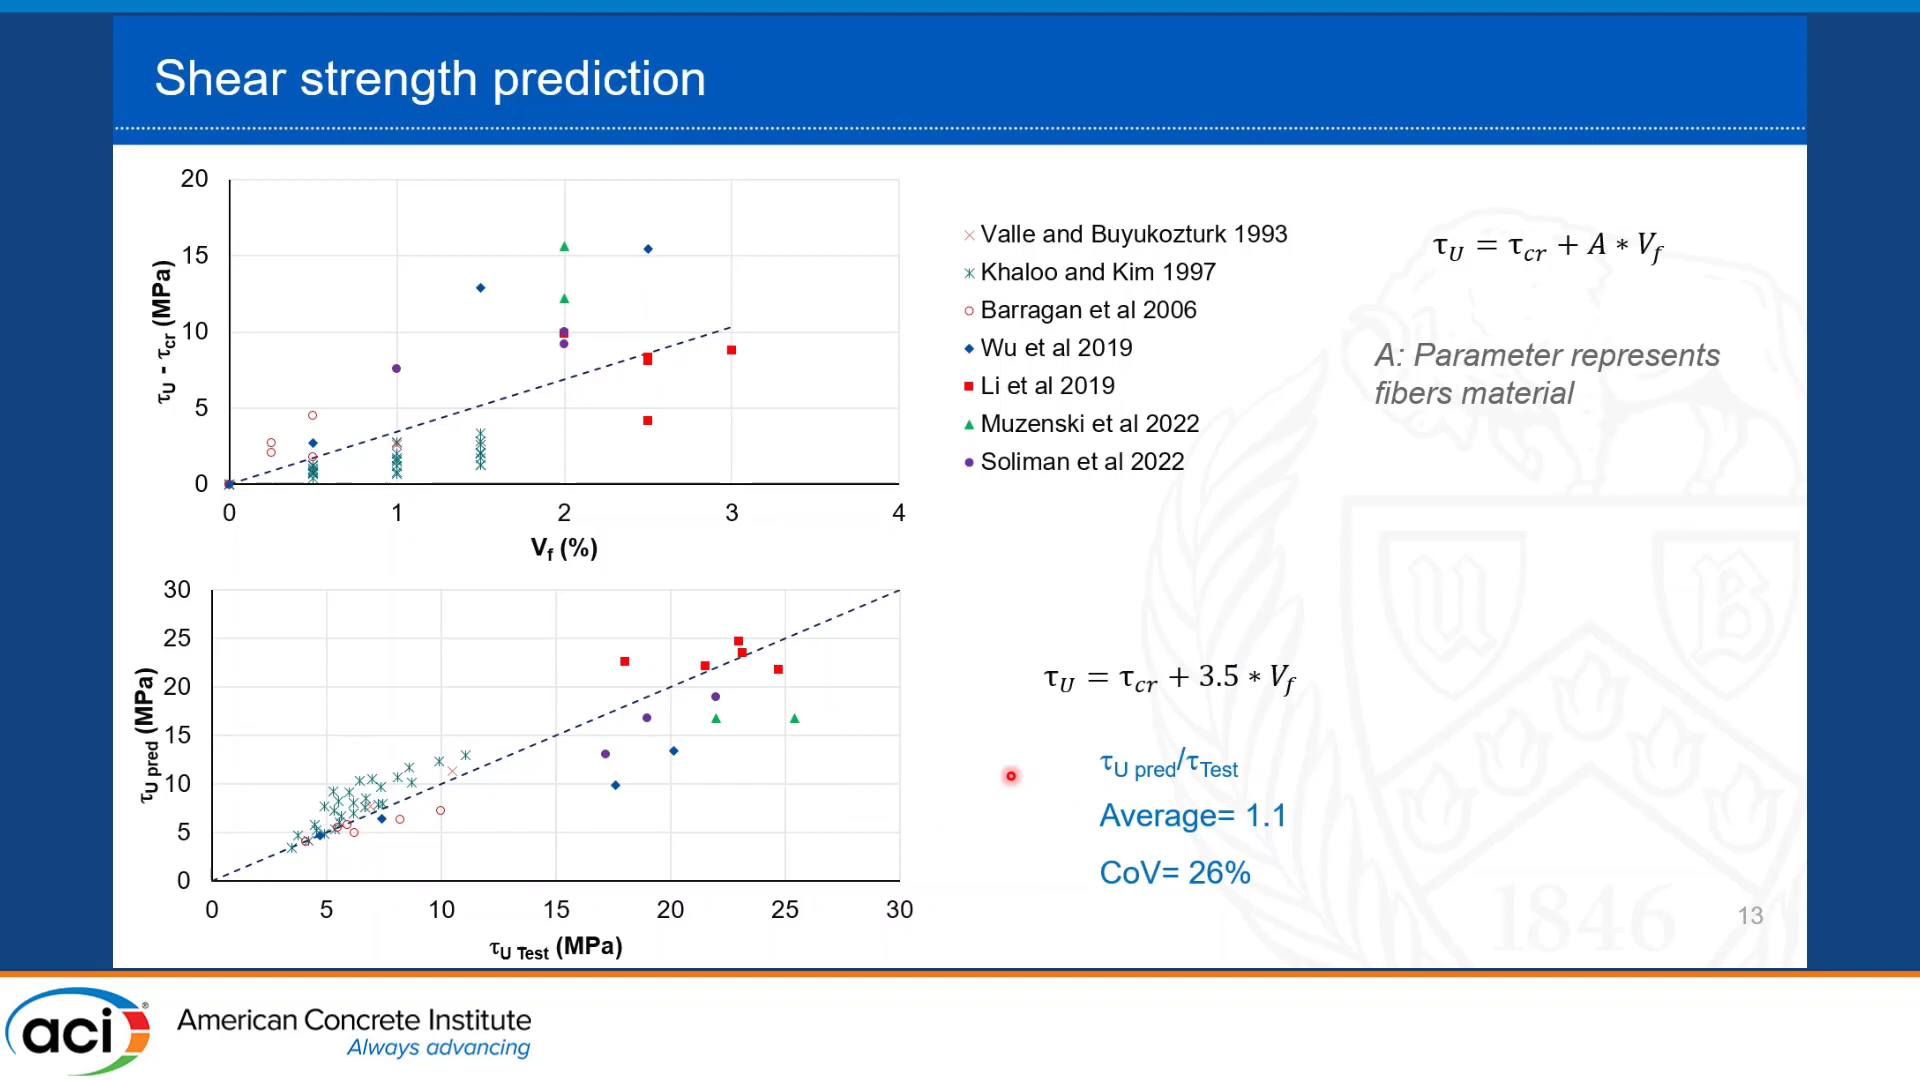 Shear strength prediction
20
15
10
5
0
τU - τcr (MPa)
0 1 2 3 4
Vf (%)
Valle and Buyukozturk 1993
Khaloo and Kim 1997
Barragan et al 2006
Wu et al 2019
Li et al 2019
Muzenski et al 2022
Soliman et al 2022
τU = τcr + A * Vf
A: Parameter represents
fibers material
30
25
20
15
10
5
0
τU pred (MPa)
0 5 10 15 20 25 30
τU Test (MPa)
τU = τcr + 3.5 * Vf
τU pred/τTest
Average= 1.1
CoV= 26%
U B
1846
13
aci®
American Concrete Institute
Always advancing